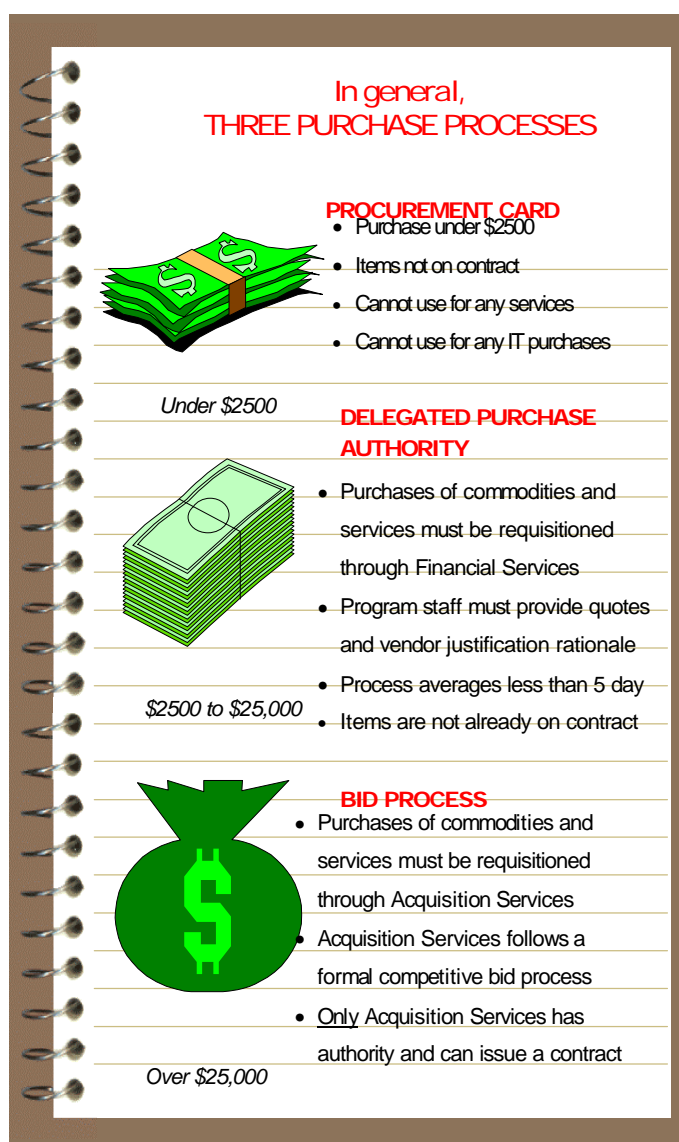 In general,
THREE PURCHASE PROCESSES
PROCUREMENT CARD
• Purchase under $2500
• Items not on contract
• Cannot use for any services
• Cannot use for any IT purchases
Under $2500
DELEGATED PURCHASE
AUTHORITY
• Purchases of commodities and
services must be requisitioned
through Financial Services
• Program staff must provide quotes
and vendor justification rationale
• Process averages less than 5 day
• Items are not already on contract
$2500 to $25,000
BID PROCESS
• Purchases of commodities and
services must be requisitioned
through Acquisition Services
• Acquisition Services follows a
formal competitive bid process
• Only Acquisition Services has
authority and can issue a contract
Over $25,000
$
$
$